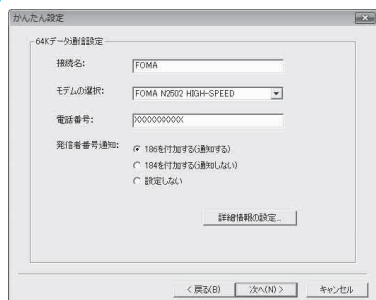 かんたん設定
64Kデータ通信設定
接続名: FOMA
モデムの選択: FOMA N2502 HIGH-SPEED
電話番号: XXXXXXXXXX
発信者番号通知: 186を付加する(通知する)
184を付加する(通知しない)
設定しない
詳細情報の設定...
< 戻る(B) 次へ(N) > キャンセル